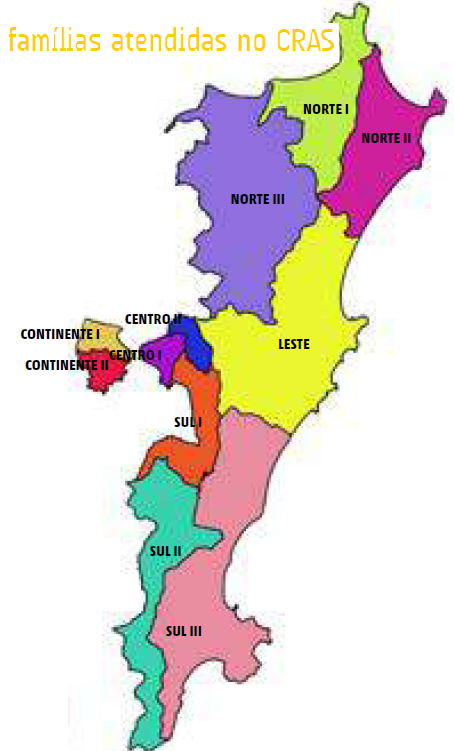 famílias atendidas no CRAS
NORTE I
NORTE II
NORTE III
CENTRO II
CONTINENTE I
LESTE
CENTRO I
CONTINENTE II
SUL I
SUL II
SUL III